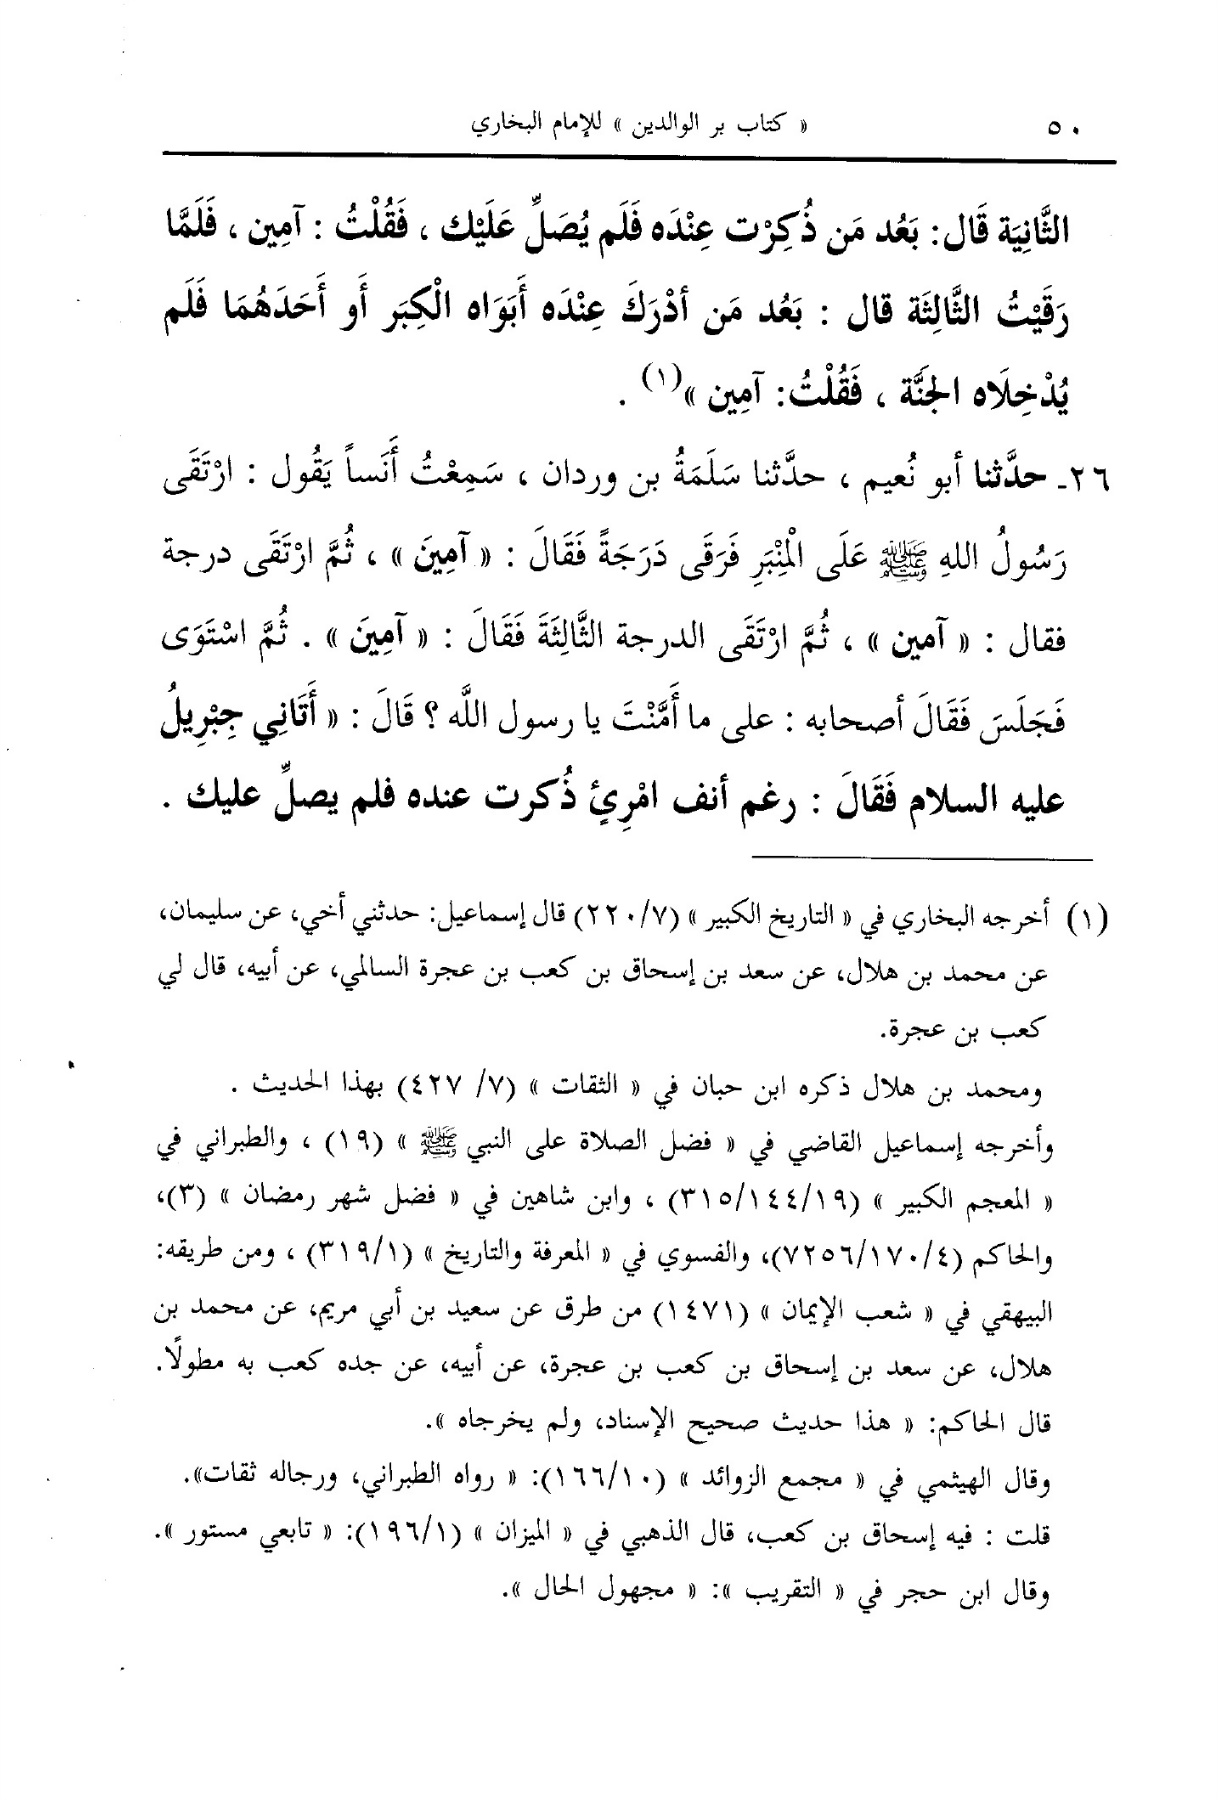 ٥٠ « كتاب بر الوالدين » للإمام البخاري
الثَّانِيَة قَال: بَعُد مَن ذُكِرْت عِنْدَه فَلَم يُصَلِّ عَلَيْك ، فَقُلْتُ : آمِين ، فَلَمَّا
رَقَيْتُ الثَّالِثَة قال : بَعُد مَن أدْرَكَ عِنْدَه أَبَوَاه الْكِبَر أَو أَحَدَهُمَا فَلَم
يُدْخِلَاه الجَنَّة ، فَقُلْتُ: آمِين »(١) .
٢٦ـ حدَّثنا أبو نُعيم ، حدَّثنا سَلَمَةُ بن وردان ، سَمِعْتُ أَنَساً يَقُول : ارْتَقَى
رَسُولُ اللهِ ﷺ عَلَى الْمِنْبَرِ فَرَقَى دَرَجَةً فَقَالَ : « آمِينَ » ، ثُمَّ ارْتَقَى درجة
فقال : « آمين » ، ثُمَّ ارْتَقَى الدرجة الثَّالِثَةَ فَقَالَ : « آمِينَ » . ثُمَّ اسْتَوَى
فَجَلَسَ فَقَالَ أصحابه : على ما أَمَّنْتَ يا رسول اللَّه ؟ قَالَ : « أَتَانِي جِبْرِيلُ
عليه السلام فَقَالَ : رغم أنف امْرِئٍ ذُكرت عنده فلم يصلِّ عليك .
(١) أخرجه البخاري في « التاريخ الكبير » (٢٢٠/٧) قال إسماعيل: حدثني أخي، عن سليمان،
عن محمد بن هلال، عن سعد بن إسحاق بن كعب بن عجرة السالمي، عن أبيه، قال لي
كعب بن عجرة.
ومحمد بن هلال ذكره ابن حبان في « الثقات » (٧/ ٤٢٧) بهذا الحديث .
وأخرجه إسماعيل القاضي في « فضل الصلاة على النبي ﷺ » (١٩) ، والطبراني في
« المعجم الكبير » (٣١٥/١٤٤/١٩) ، وابن شاهين في « فضل شهر رمضان » (٣)،
والحاكم (٧٢٥٦/١٧٠/٤)، والفسوي في « المعرفة والتاريخ » (٣١٩/١) ، ومن طريقه:
البيهقي في « شعب الإيمان » (١٤٧١) من طرق عن سعيد بن أبي مريم، عن محمد بن
هلال، عن سعد بن إسحاق بن كعب بن عجرة، عن أبيه، عن جده كعب به مطولًا.
قال الحاكم: « هذا حديث صحيح الإسناد، ولم يخرجاه ».
وقال الهيثمي في « مجمع الزوائد » (١٦٦/١٠): « رواه الطبراني، ورجاله ثقات».
قلت : فيه إسحاق بن كعب، قال الذهبي في « الميزان » (١٩٦/١): « تابعي مستور ».
وقال ابن حجر في « التقريب »: « مجهول الحال ».